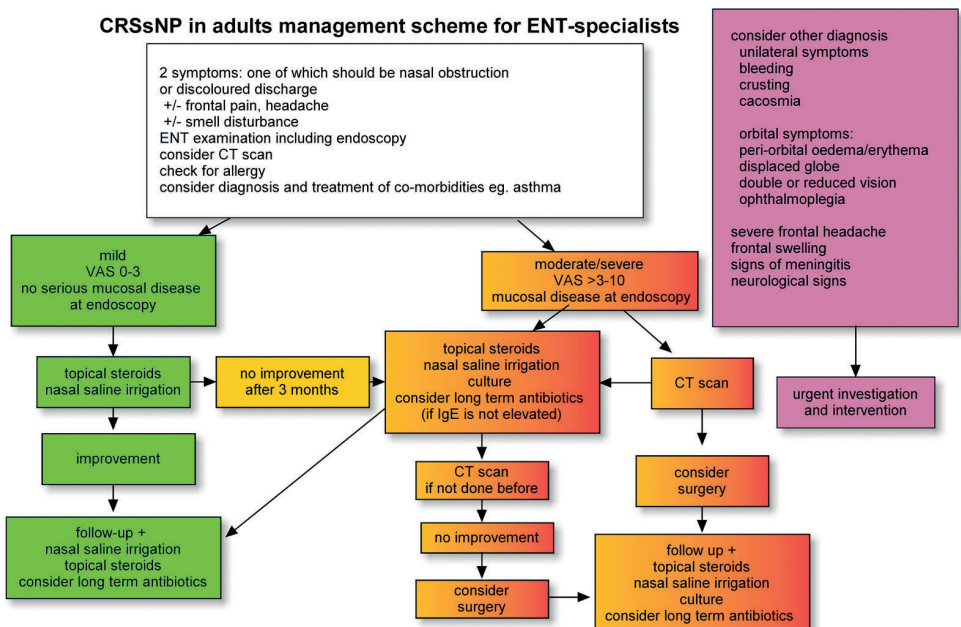 CRSsNP in adults management scheme for ENT-specialists
2 symptoms: one of which should be nasal obstruction
or discoloured discharge
+/- frontal pain, headache
+/- smell disturbance
ENT examination including endoscopy
consider CT scan
check for allergy
consider diagnosis and treatment of co-morbidities eg. asthma
consider other diagnosis
unilateral symptoms
bleeding
crusting
cacosmia
orbital symptoms:
peri-orbital oedema/erythema
displaced globe
double or reduced vision
ophthalmoplegia
severe frontal headache
frontal swelling
signs of meningitis
neurological signs
mild
VAS 0-3
no serious mucosal disease
at endoscopy
moderate/severe
VAS >3-10
mucosal disease at endoscopy
topical steroids
nasal saline irrigation
no improvement
after 3 months
topical steroids
nasal saline irrigation
culture
consider long term antibiotics
(if IgE is not elevated)
CT scan
urgent investigation
and intervention
improvement
CT scan
if not done before
consider
surgery
follow-up +
nasal saline irrigation
topical steroids
consider long term antibiotics
no improvement
consider
surgery
follow up +
topical steroids
nasal saline irrigation
culture
consider long term antibiotics